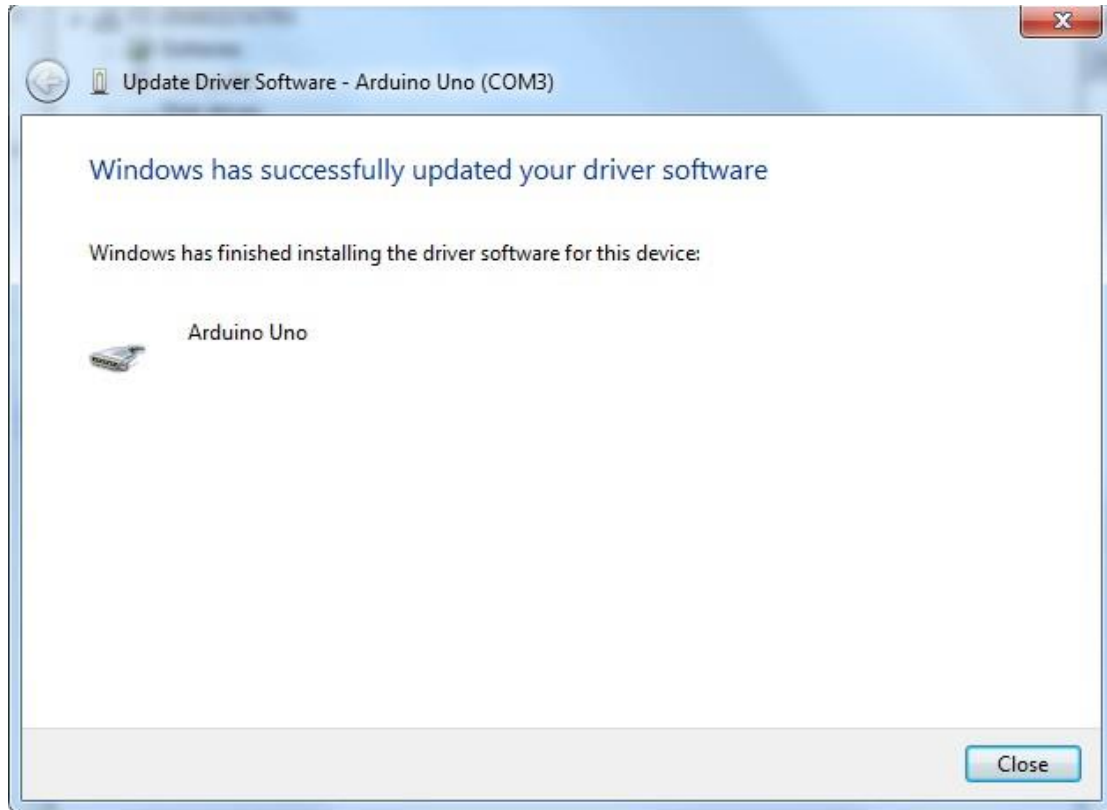 Update Driver Software - Arduino Uno (COM3)
Windows has successfully updated your driver software
Windows has finished installing the driver software for this device:
Arduino Uno
Close